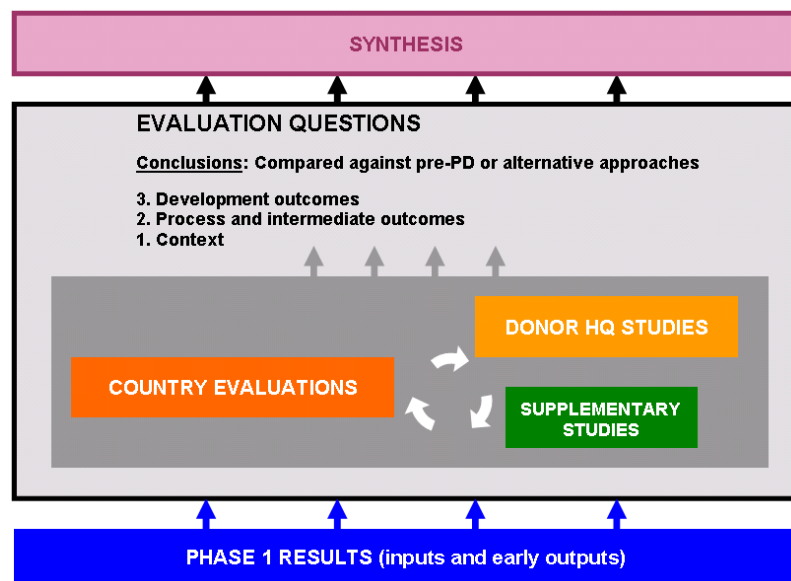 SYNTHESIS
EVALUATION QUESTIONS
Conclusions: Compared against pre-PD or alternative approaches
3. Development outcomes
2. Process and intermediate outcomes
1. Context
DONOR HQ STUDIES
COUNTRY EVALUATIONS
SUPPLEMENTARY
STUDIES
PHASE 1 RESULTS (inputs and early outputs)